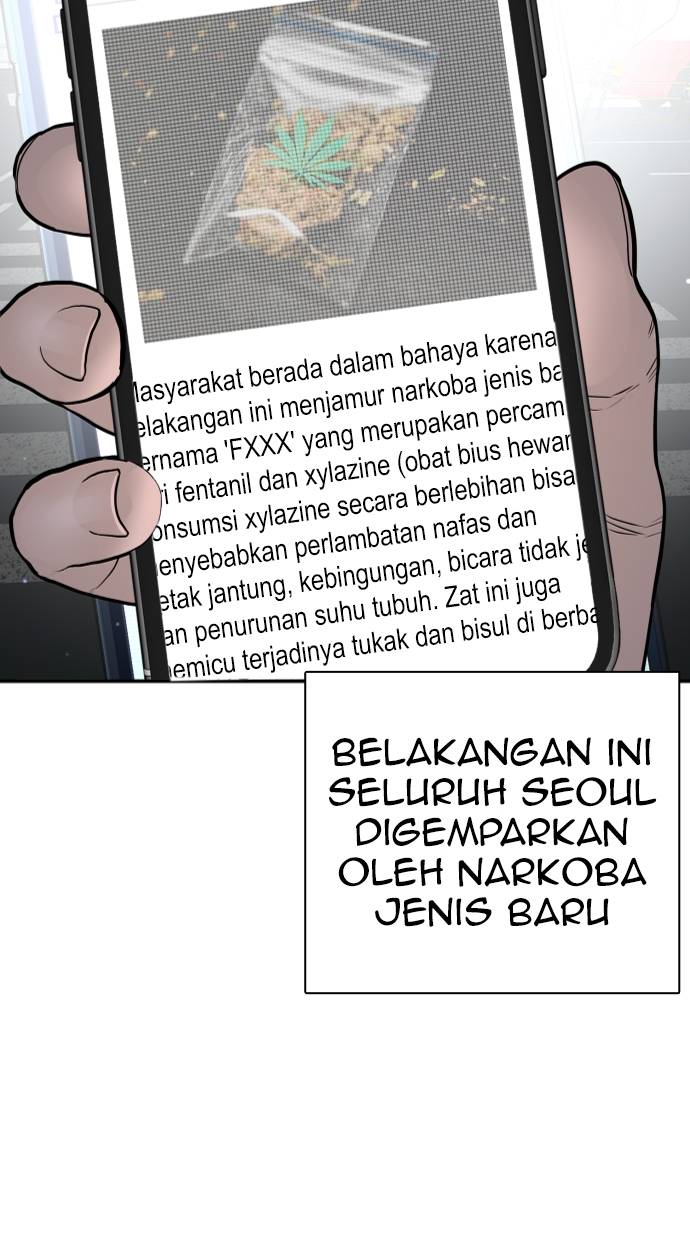 Masyarakat berada dalam bahaya karena
elakangan ini menjamur narkoba jenis ba
ernama 'FXXX' yang merupakan percam
ri fentanil dan xylazine (obat bius hewan
onsumsi xylazine secara berlebihan bisa
enyebabkan perlambatan nafas dan
etak jantung, kebingungan, bicara tidak je
an penurunan suhu tubuh. Zat ini juga
emicu terjadinya tukak dan bisul di berba
BELAKANGAN INI
SELURUH SEOUL
DIGEMPARKAN
OLEH NARKOBA
JENIS BARU